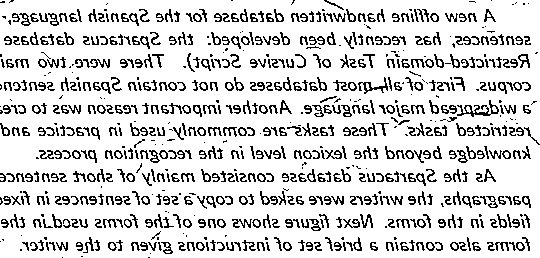 A new offline handwritten database for the Spanish language,
sentences, has recently been developed: the Spartacus database
Restricted-domain Task of Cursive Script). There were two mai
corpus. First of all, most databases do not contain Spanish senten
a widespread major language. Another important reason was to crea
restricted tasks. These tasks are commonly used in practice and
knowledge beyond the lexicon level in the recognition process.
As the Spartacus database consisted mainly of short sentence
paragraphs, the writers were asked to copy a set of sentences in fixe
fields in the forms. Next figure shows one of the forms used in the
forms also contain a brief set of instructions given to the writer.